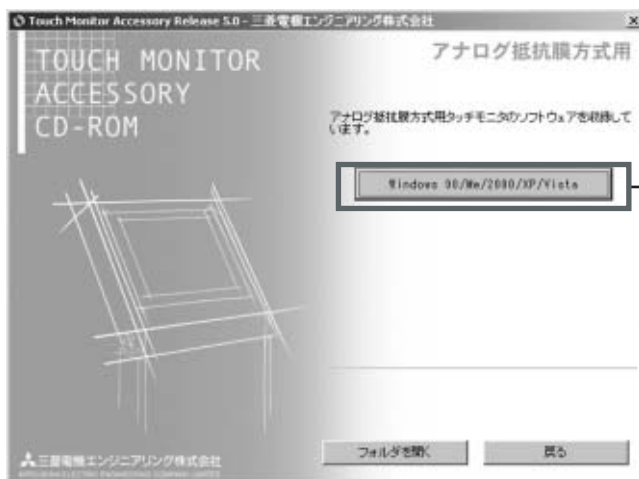 Touch Monitor Accessory Release 5.0 - 三菱電機エンジニアリング株式会社
TOUCH MONITOR
ACCESSORY
CD-ROM
アナログ抵抗膜方式用
アナログ抵抗膜方式用タッチモニタのソフトウェアを収録して
います。
Windows 98/Me/2000/XP/Vista
フォルダを開く
戻る
三菱電機エンジニアリング株式会社
MITSUBISHI ELECTRIC ENGINEERING COMPANY LIMITED